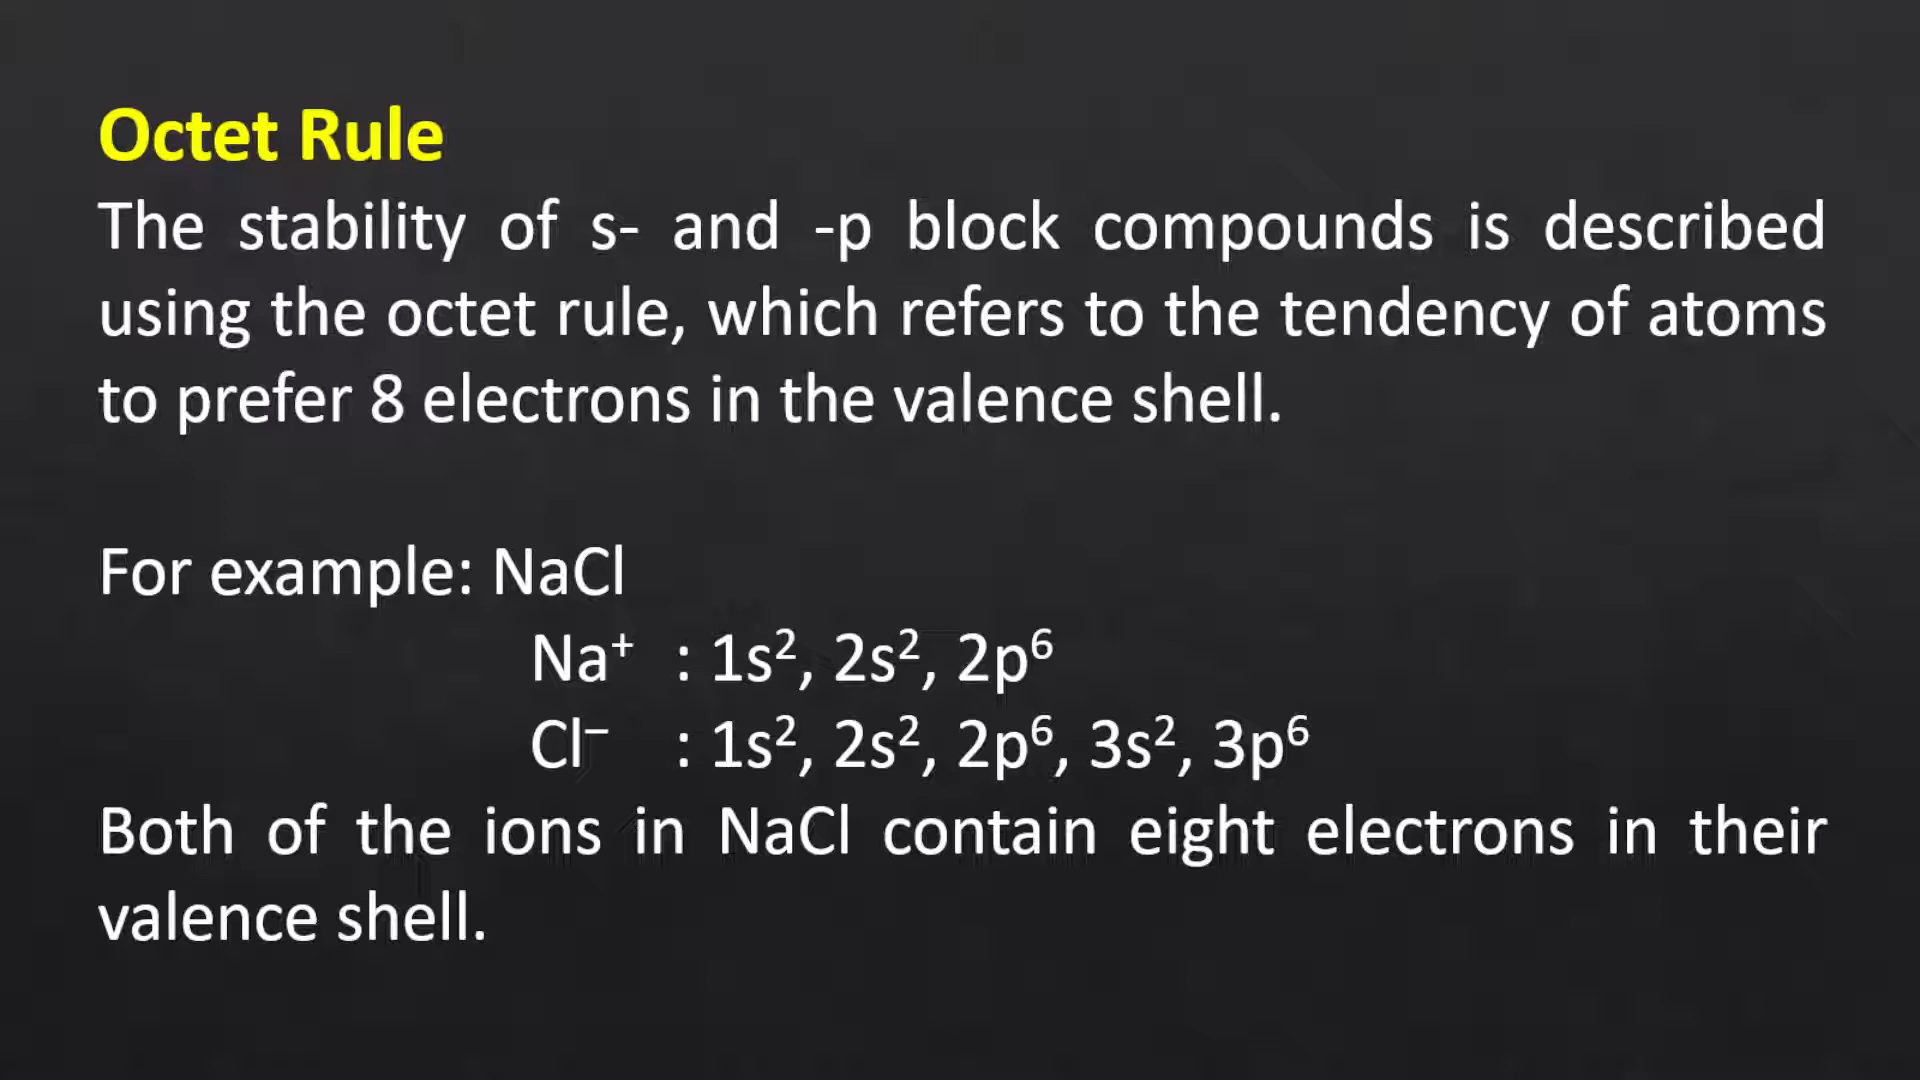 Octet Rule
The stability of s- and -p block compounds is described
using the octet rule, which refers to the tendency of atoms
to prefer 8 electrons in the valence shell.
For example: NaCl
Na⁺ : 1s², 2s², 2p⁶
Cl⁻ : 1s², 2s², 2p⁶, 3s², 3p⁶
Both of the ions in NaCl contain eight electrons in their
valence shell.